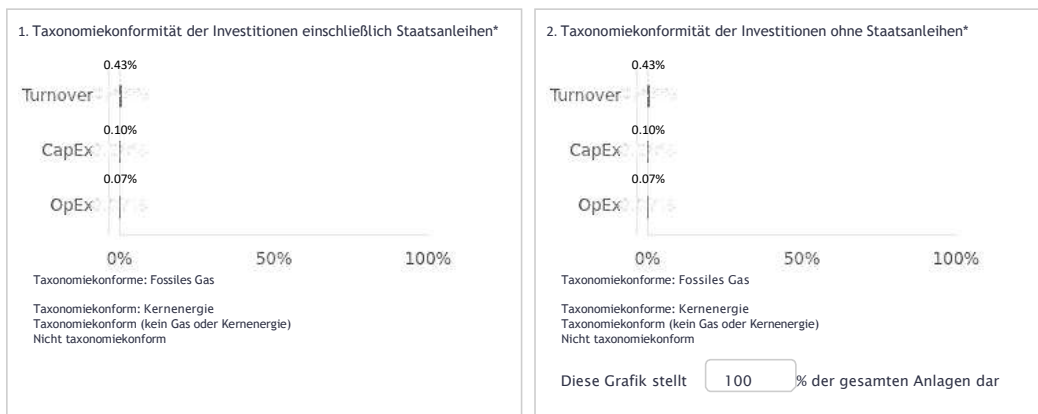 1. Taxonomiekonformität der Investitionen einschließlich Staatsanleihen*
0.43%
Turnover
0.10%
CapEx
0.07%
OpEx
0% 50% 100%
Taxonomiekonforme: Fossiles Gas
Taxonomiekonform: Kernenergie
Taxonomiekonform (kein Gas oder Kernenergie)
Nicht taxonomiekonform
2. Taxonomiekonformität der Investitionen ohne Staatsanleihen*
0.43%
Turnover
0.10%
CapEx
0.07%
OpEx
0% 50% 100%
Taxonomiekonforme: Fossiles Gas
Taxonomiekonform: Kernenergie
Taxonomiekonform (kein Gas oder Kernenergie)
Nicht taxonomiekonform
Diese Grafik stellt 100 % der gesamten Anlagen dar